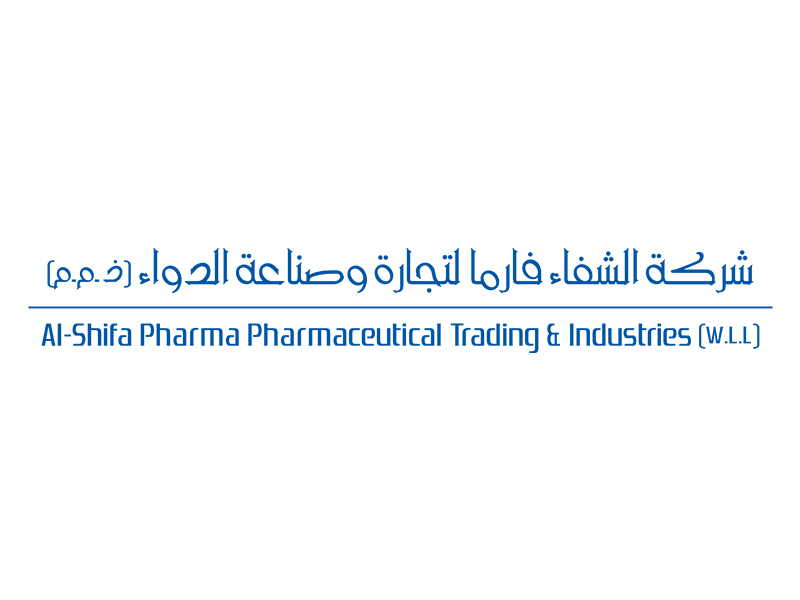 شركة الشفاء فارما لتجارة وصناعة الدواء (ذ.م.م)
Al-Shifa Pharma Pharmaceutical Trading & Industries (W.L.L)